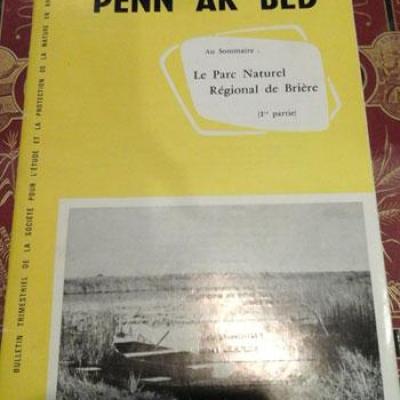 PENN AR BED
Au Sommaire :
Le Parc Naturel
Régional de Brière
(1re partie)
BULLETIN TRIMESTRIEL DE LA SOCIÉTÉ POUR L'ÉTUDE ET LA PROTECTION DE LA NATURE EN